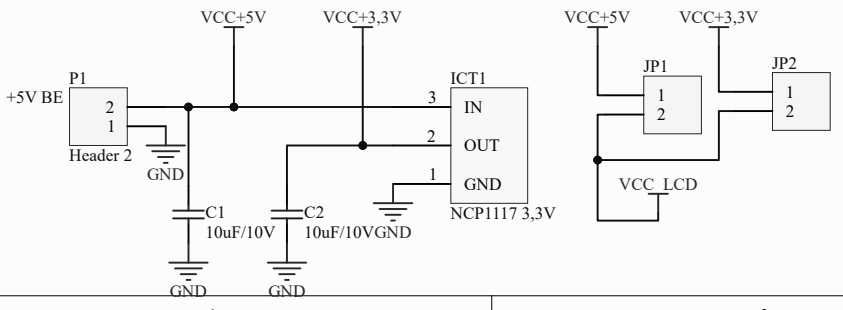 VCC+5V
VCC+3,3V
VCC+5V
VCC+3,3V
P1
ICT1
JP1
JP2
+5V BE
2
1
3
IN
2
OUT
1
GND
1
2
1
2
Header 2
GND
VCC_LCD
C1
10uF/10V
C2
10uF/10V
GND
NCP1117 3,3V
GND
GND